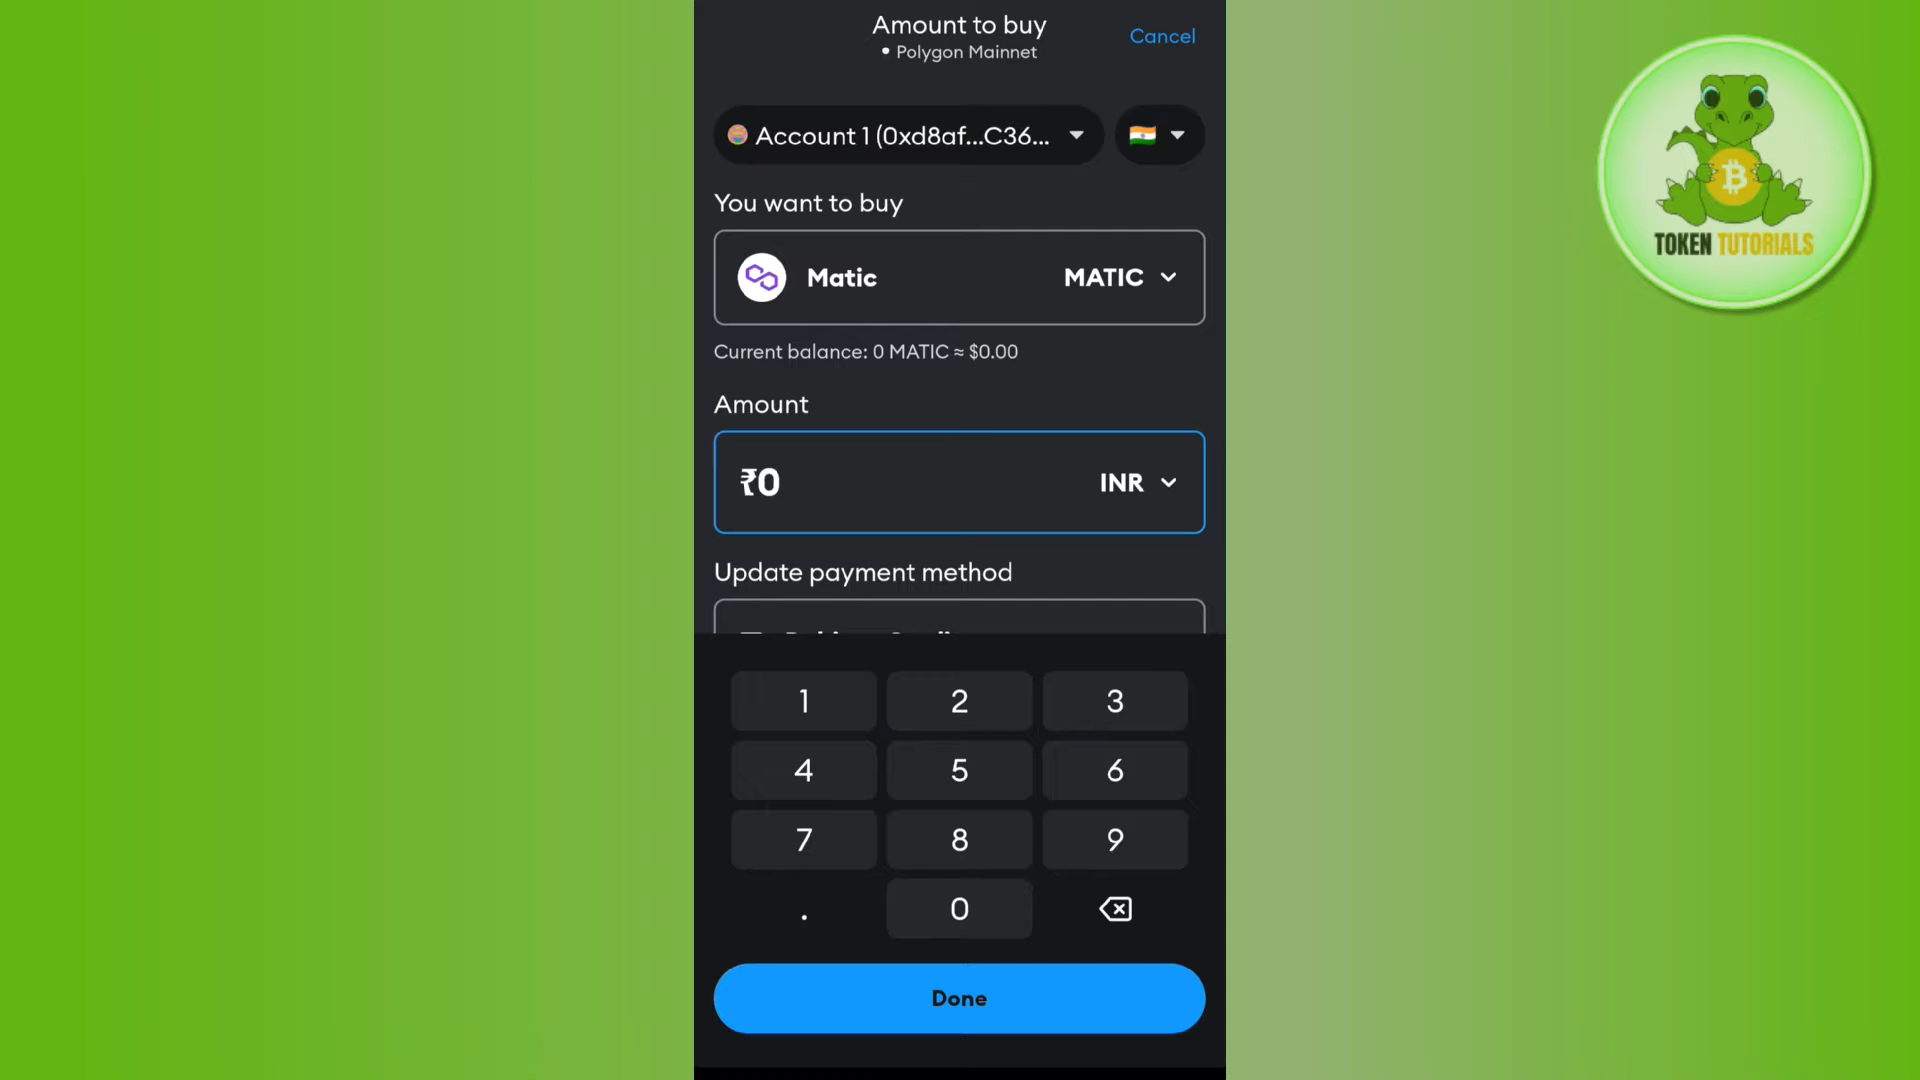 Amount to buy
• Polygon Mainnet
Cancel
Account 1 (0xd8af...C36...
You want to buy
Matic MATIC
Current balance: 0 MATIC ≈ $0.00
Amount
₹0 INR
Update payment method
1 2 3
4 5 6
7 8 9
. 0
Done
TOKEN TUTORIALS